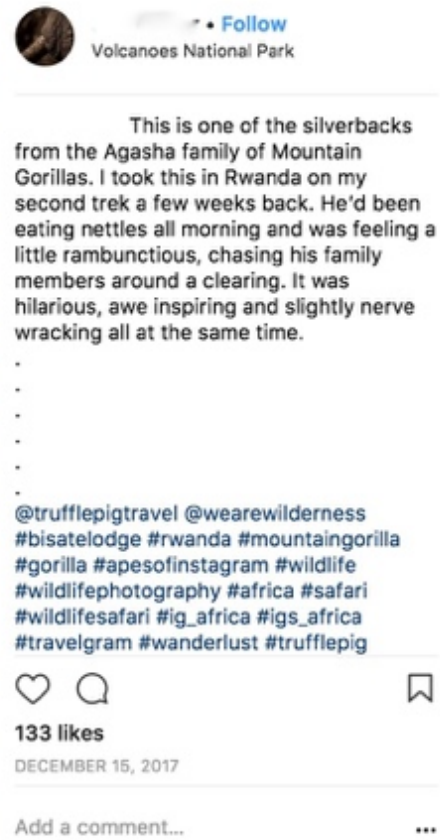 • Follow
Volcanoes National Park
This is one of the silverbacks
from the Agasha family of Mountain
Gorillas. I took this in Rwanda on my
second trek a few weeks back. He'd been
eating nettles all morning and was feeling a
little rambunctious, chasing his family
members around a clearing. It was
hilarious, awe inspiring and slightly nerve
wracking all at the same time.
.
.
.
.
.
.
@trufflepigtravel @wearewilderness
#bisatelodge #rwanda #mountaingorilla
#gorilla #apesofinstagram #wildlife
#wildlifephotography #africa #safari
#wildlifesafari #ig_africa #igs_africa
#travelgram #wanderlust #trufflepig
133 likes
DECEMBER 15, 2017
Add a comment...